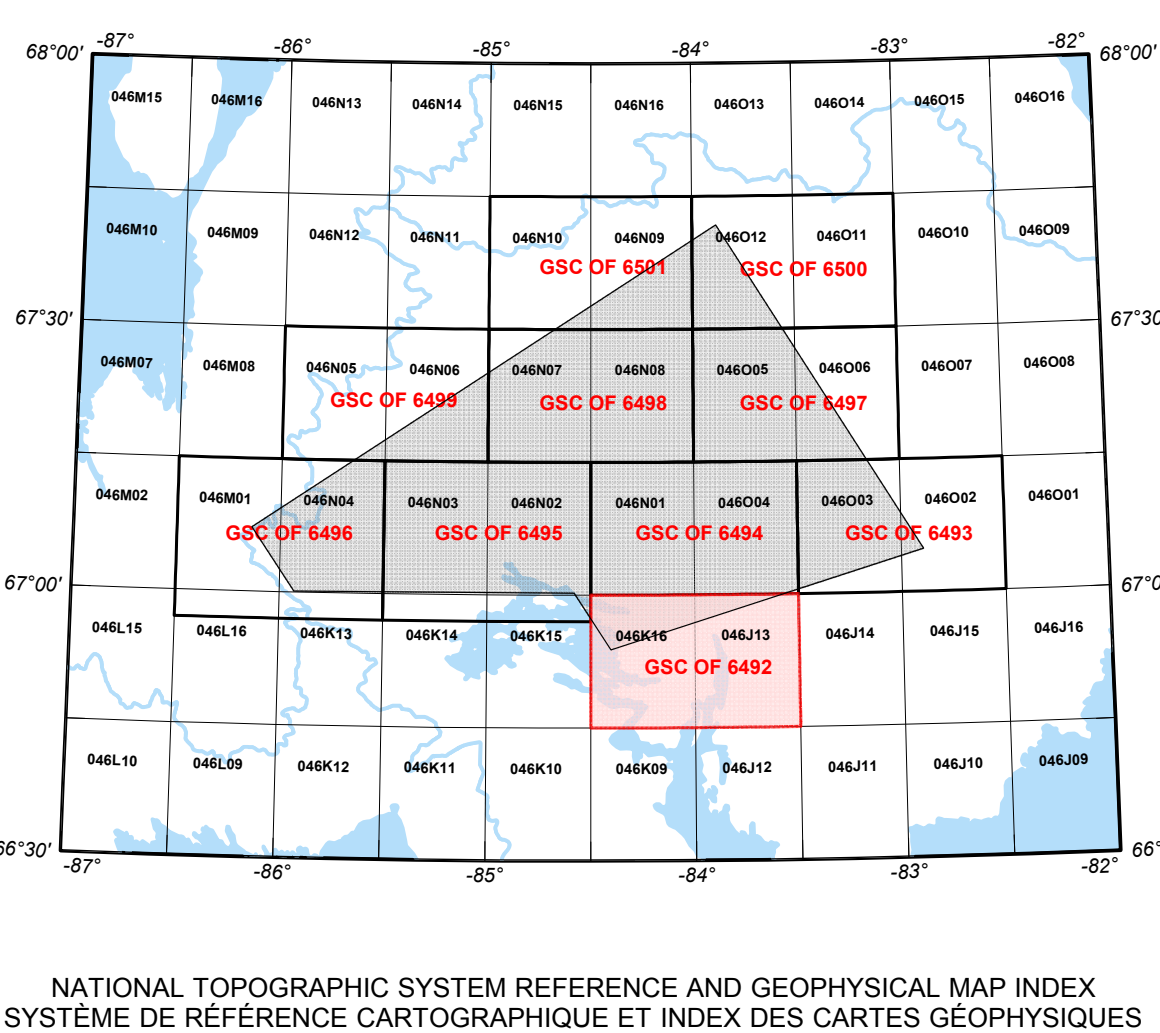 -87° -86° -85° -84° -83° -82°
68°00' 68°00'
046M15 046M16 046N13 046N14 046N15 046N16 046O13 046O14 046O15 046O16
046M10 046M09 046N12 046N11 046N10 046N09 046O12 046O11 046O10 046O09
GSC OF 6501 GSC OF 6500
67°30' 67°30
046M07 046M08 046N05 046N06 046N07 046N08 046O05 046O06 046O07 046O08
GSC OF 6499 GSC OF 6498 GSC OF 6497
046M02 046M01 046N04 046N03 046N02 046N01 046O04 046O03 046O02 046O01
GSC OF 6496 GSC OF 6495 GSC OF 6494 GSC OF 6493
67°00' 67°0
046L15 046L16 046K13 046K14 046K15 046K16 046J13 046J14 046J15 046J16
GSC OF 6492
046L10 046L09 046K12 046K11 046K10 046K09 046J12 046J11 046J10 046J09
66°30' 66°
-87° -86° -85° -84° -83° -82°
NATIONAL TOPOGRAPHIC SYSTEM REFERENCE AND GEOPHYSICAL MAP INDEX
SYSTÈME DE RÉFÉRENCE CARTOGRAPHIQUE ET INDEX DES CARTES GÉOPHYSIQUES